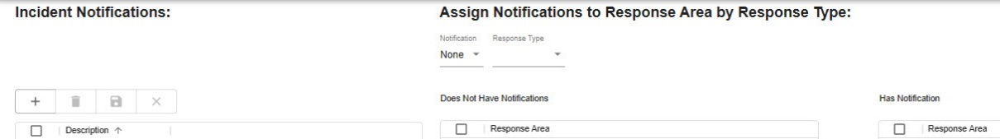 Incident Notifications:
Assign Notifications to Response Area by Response Type:
Notification
Response Type
None
Does Not Have Notifications
Has Notification
Description
Response Area
Response Area